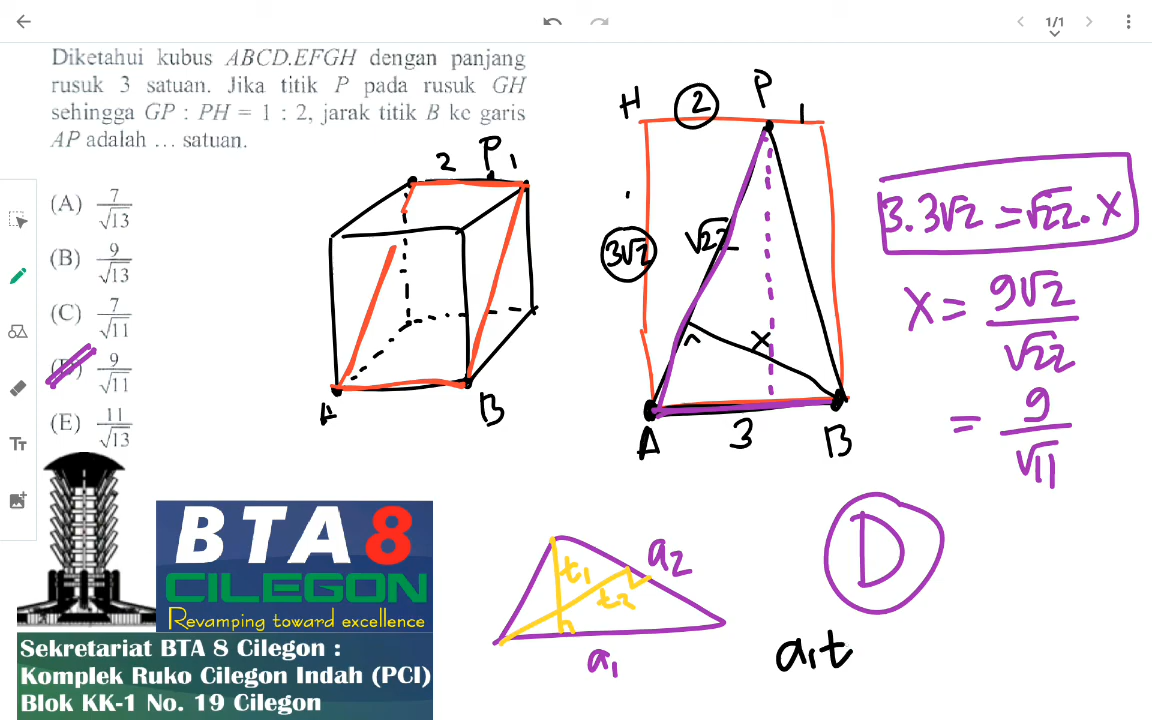 1/1
Diketahui kubus ABCD.EFGH dengan panjang
rusuk 3 satuan. Jika titik P pada rusuk GH
sehingga GP : PH = 1 : 2, jarak titik B ke garis
AP adalah … satuan.
(A) 7/√13
(B) 9/√13
(C) 7/√11
(D) 9/√11
(E) 11/√13
2 P 1
A B
H 2 P 1
3√2 √22
x
A 3 B
3.3√2 = √22 . x
x = 9√2/√22
= 9/√11
D
t1 a2
t2
a1
a1t
Tт
BTA 8
CILEGON
Revamping toward excellence
Sekretariat BTA 8 Cilegon :
Komplek Ruko Cilegon Indah (PCI)
Blok KK-1 No. 19 Cilegon